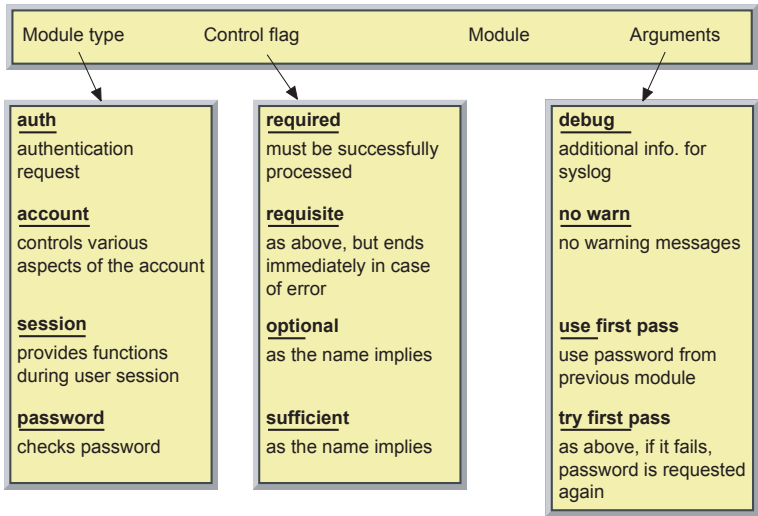 Module type Control flag Module Arguments
auth
authentication
request
account
controls various
aspects of the account
session
provides functions
during user session
password
checks password
required
must be successfully
processed
requisite
as above, but ends
immediately in case
of error
optional
as the name implies
sufficient
as the name implies
debug
additional info. for
syslog
no warn
no warning messages
use first pass
use password from
previous module
try first pass
as above, if it fails,
password is requested
again